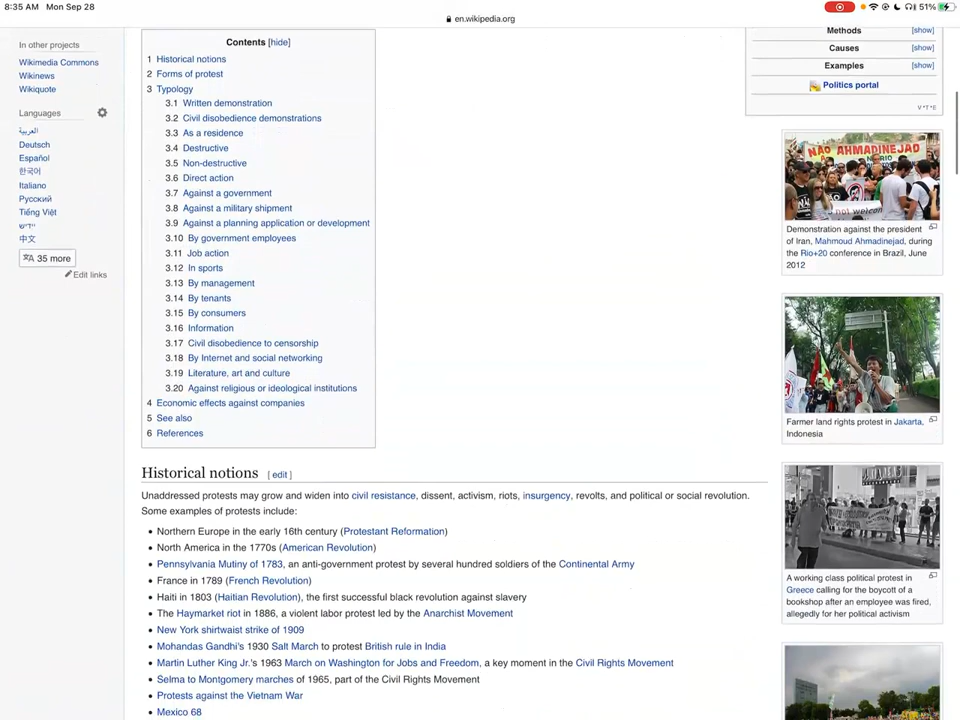 8:35 AM Mon Sep 28
51%
en.wikipedia.org
In other projects
Wikimedia Commons
Wikinews
Wikiquote
Languages
العربية
Deutsch
Español
한국어
Italiano
Русский
Tiếng Việt
ייִדיש
中文
35 more
Edit links
Contents [hide]
1 Historical notions
2 Forms of protest
3 Typology
3.1 Written demonstration
3.2 Civil disobedience demonstrations
3.3 As a residence
3.4 Destructive
3.5 Non-destructive
3.6 Direct action
3.7 Against a government
3.8 Against a military shipment
3.9 Against a planning application or development
3.10 By government employees
3.11 Job action
3.12 In sports
3.13 By management
3.14 By tenants
3.15 By consumers
3.16 Information
3.17 Civil disobedience to censorship
3.18 By Internet and social networking
3.19 Literature, art and culture
3.20 Against religious or ideological institutions
4 Economic effects against companies
5 See also
6 References
Historical notions [ edit ]
Unaddressed protests may grow and widen into civil resistance, dissent, activism, riots, insurgency, revolts, and political or social revolution.
Some examples of protests include:
• Northern Europe in the early 16th century (Protestant Reformation)
• North America in the 1770s (American Revolution)
• Pennsylvania Mutiny of 1783, an anti-government protest by several hundred soldiers of the Continental Army
• France in 1789 (French Revolution)
• Haiti in 1803 (Haitian Revolution), the first successful black revolution against slavery
• The Haymarket riot in 1886, a violent labor protest led by the Anarchist Movement
• New York shirtwaist strike of 1909
• Mohandas Gandhi's 1930 Salt March to protest British rule in India
• Martin Luther King Jr.'s 1963 March on Washington for Jobs and Freedom, a key moment in the Civil Rights Movement
• Selma to Montgomery marches of 1965, part of the Civil Rights Movement
• Protests against the Vietnam War
• Mexico 68
Methods [show]
Causes [show]
Examples [show]
Politics portal
V•T•E
NÃO AHMADINEJAD
not welcom
Demonstration against the president
of Iran, Mahmoud Ahmadinejad, during
the Rio+20 conference in Brazil, June
2012
Farmer land rights protest in Jakarta,
Indonesia
A working class political protest in
Greece calling for the boycott of a
bookshop after an employee was fired,
allegedly for her political activism